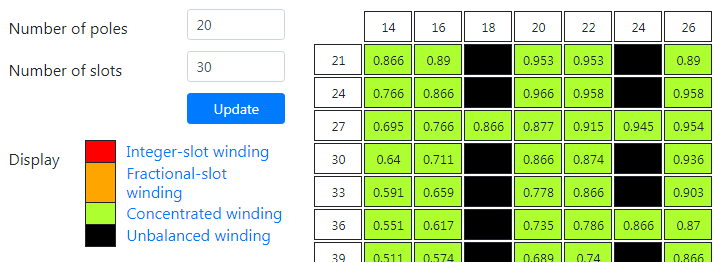 Number of poles
20
Number of slots
30
Update
Display
Integer-slot winding
Fractional-slot
winding
Concentrated winding
Unbalanced winding
14 16 18 20 22 24 26
21 0.866 0.89 0.953 0.953 0.89
24 0.766 0.866 0.966 0.958 0.958
27 0.695 0.766 0.866 0.877 0.915 0.945 0.954
30 0.64 0.711 0.866 0.874 0.936
33 0.591 0.659 0.778 0.866 0.903
36 0.551 0.617 0.735 0.786 0.866 0.87
39 0.511 0.574 0.689 0.74 0.866